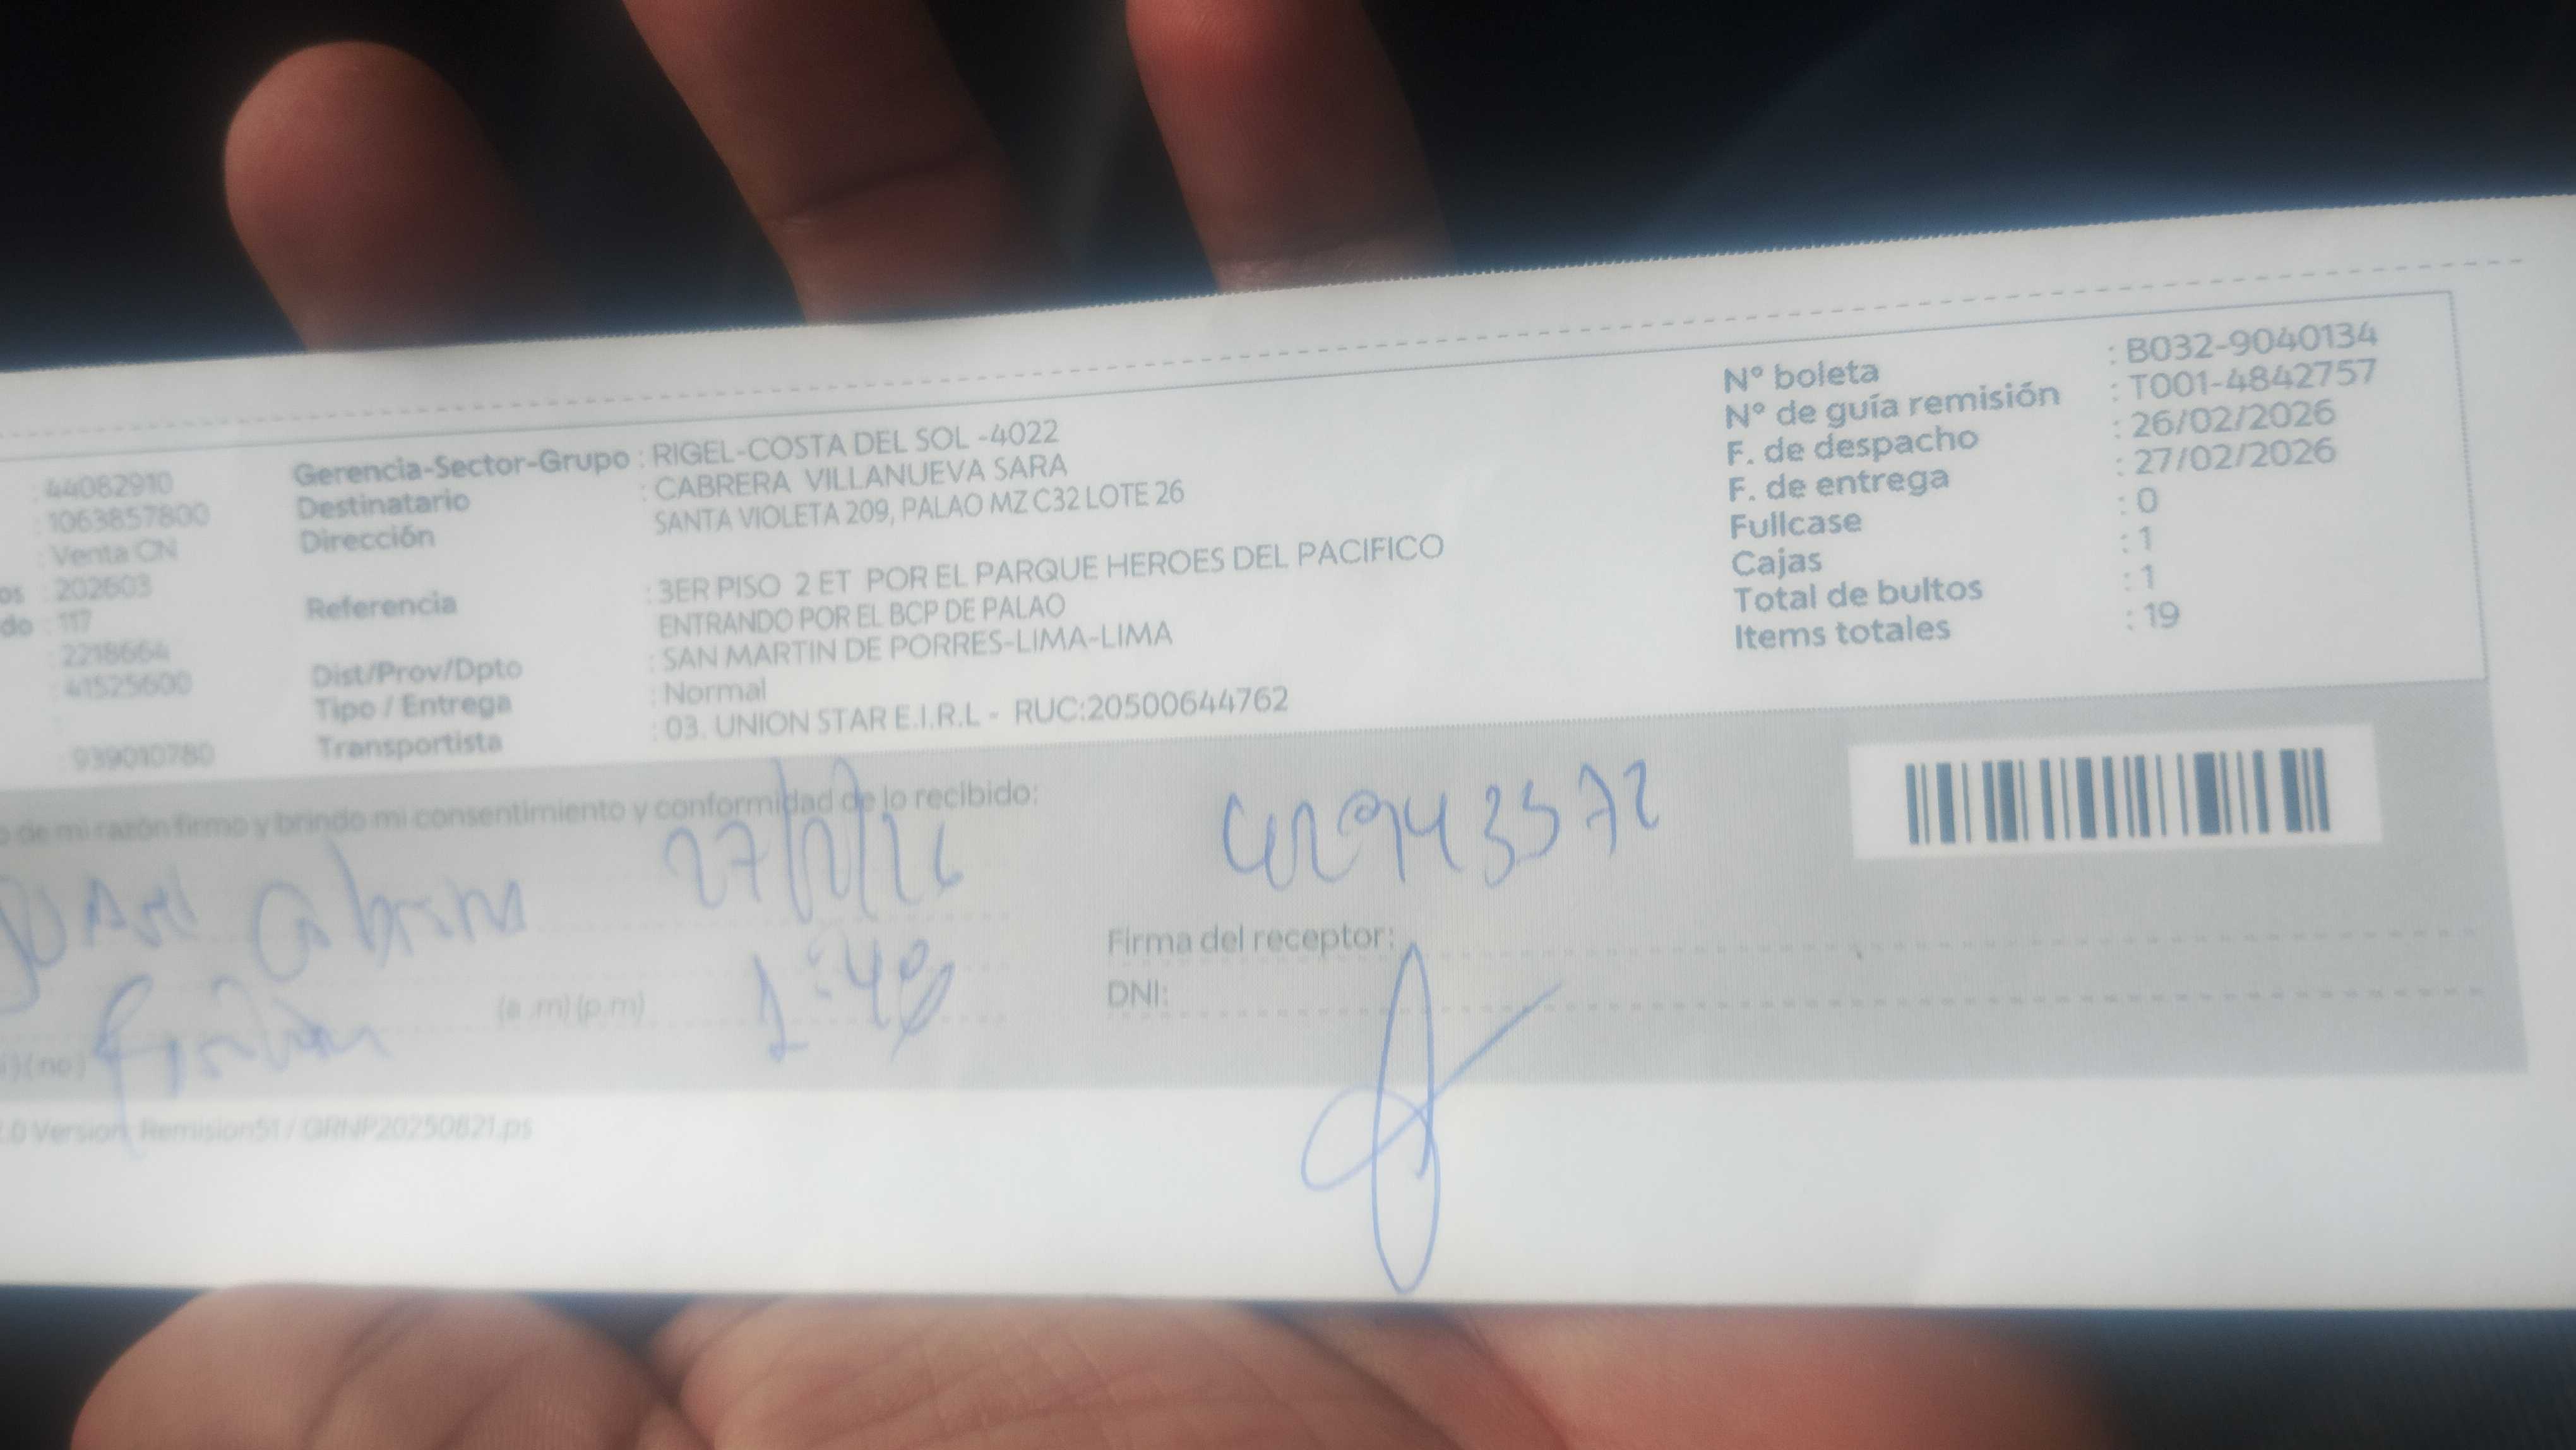 : 44082910
: 1063857800
: Venta CN
os : 202603
do : 117
: 2218664
: 41525600
:
: 939010780
Gerencia-Sector-Grupo : RIGEL-COSTA DEL SOL -4022
Destinatario : CABRERA VILLANUEVA SARA
Dirección SANTA VIOLETA 209, PALAO MZ C32 LOTE 26
Referencia : 3ER PISO 2 ET POR EL PARQUE HEROES DEL PACIFICO
ENTRANDO POR EL BCP DE PALAO
Dist/Prov/Dpto : SAN MARTIN DE PORRES-LIMA-LIMA
Tipo / Entrega : Normal
Transportista : 03. UNION STAR E.I.R.L - RUC:20500644762
N° boleta : B032-9040134
N° de guía remisión : T001-4842757
F. de despacho : 26/02/2026
F. de entrega : 27/02/2026
Fullcase : 0
Cajas : 1
Total de bultos : 1
Items totales : 19
o de mi razón firmo y brindo mi consentimiento y conformidad de lo recibido:
27/ /26
Firma del receptor:
(a .m) (p.m)
DNI:
) (no)
.0 Version Remision51 / GRNP20250821.ps